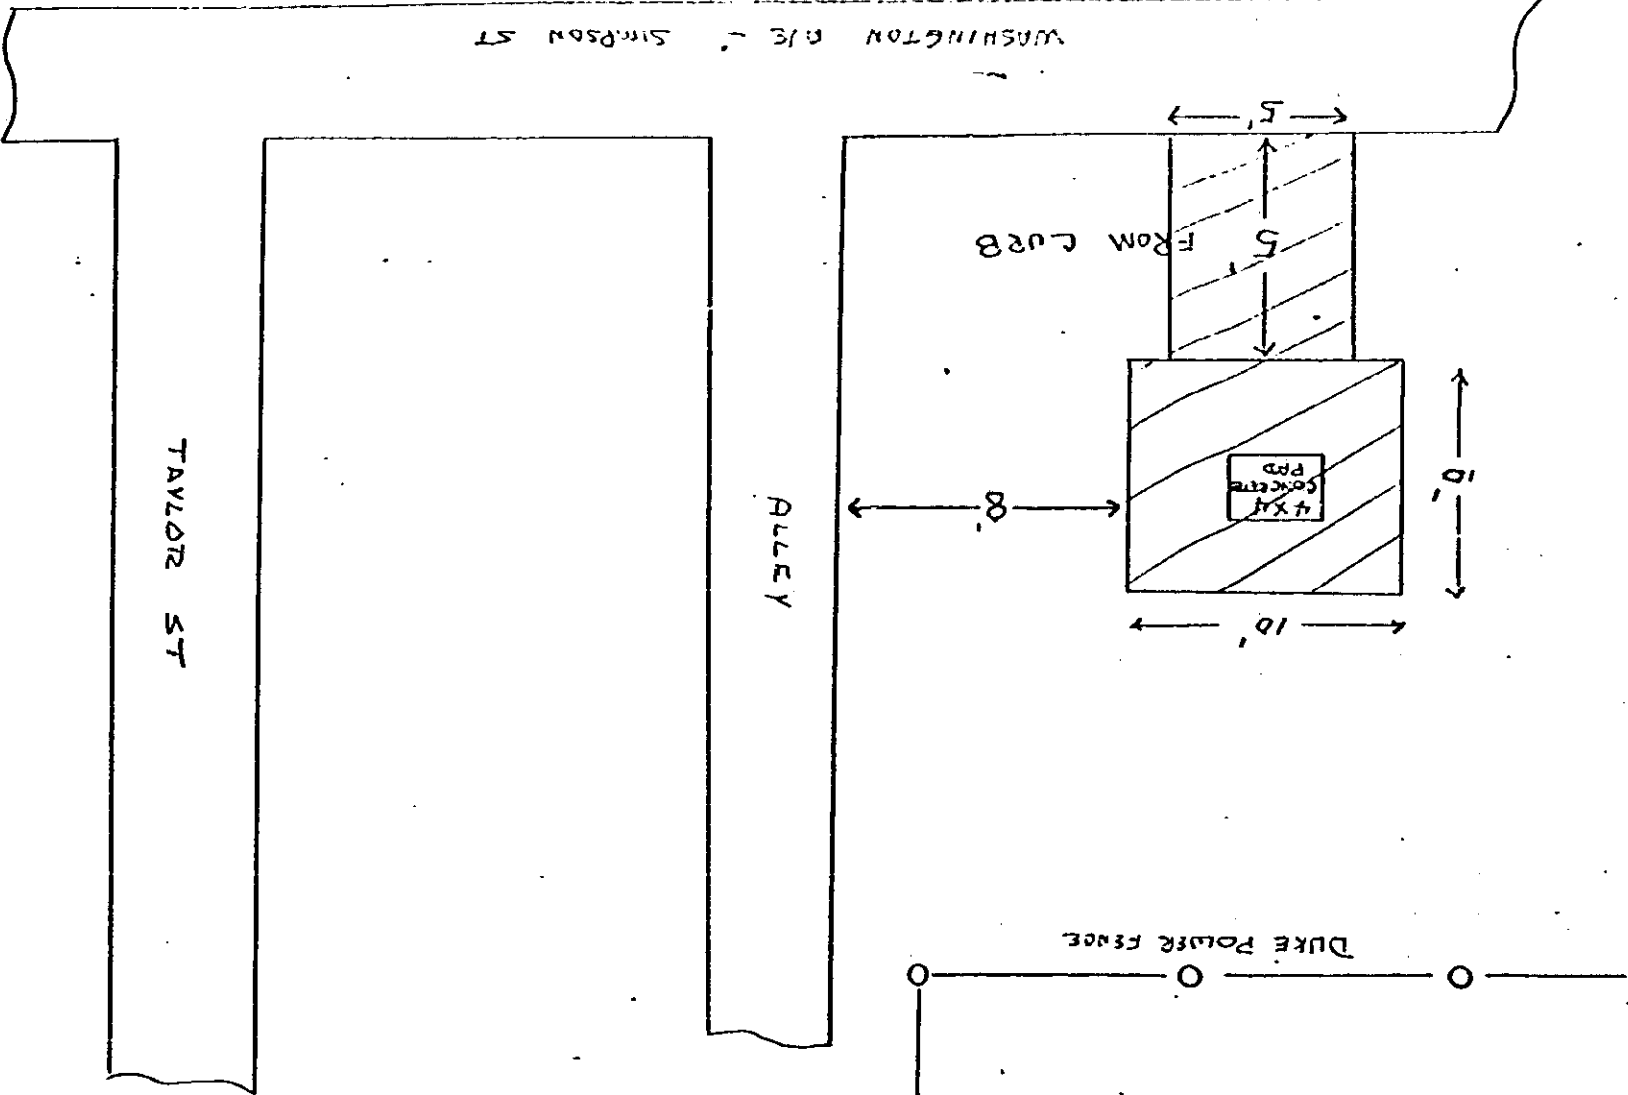 DUKE POWER FENCE
10'
10'
4X4
CONCRETE
PAD
8'
ALLEY
TAYLOR ST
5' FROM CURB
5'
WASHINGTON AVE - SIMPSON ST